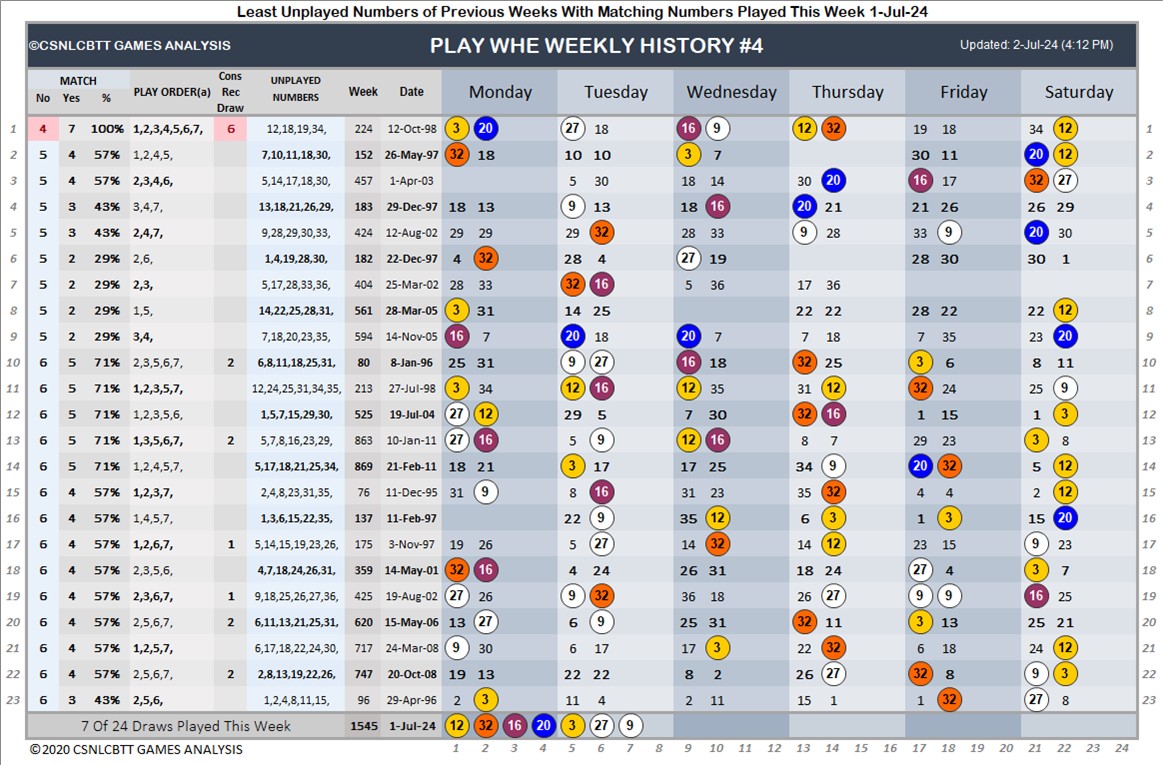 Least Unplayed Numbers of Previous Weeks With Matching Numbers Played This Week 1-Jul-24
©CSNLCBTT GAMES ANALYSIS PLAY WHE WEEKLY HISTORY #4 Updated: 2-Jul-24 (4:12 PM)
MATCH PLAY ORDER(a) Cons Rec Draw UNPLAYED NUMBERS Week Date Monday Tuesday Wednesday Thursday Friday Saturday
No Yes %
1 4 7 100% 1,2,3,4,5,6,7, 6 12,18,19,34, 224 12-Oct-98 3 20 27 18 16 9 12 32 19 18 34 12 1
2 5 4 57% 1,2,4,5, 7,10,11,18,30, 152 26-May-97 32 18 10 10 3 7 30 11 20 12 2
3 5 4 57% 2,3,4,6, 5,14,17,18,30, 457 1-Apr-03 5 30 18 14 30 20 16 17 32 27 3
4 5 3 43% 3,4,7, 13,18,21,26,29, 183 29-Dec-97 18 13 9 13 18 16 20 21 21 26 26 29 4
5 5 3 43% 2,4,7, 9,28,29,30,33, 424 12-Aug-02 29 29 29 32 28 33 9 28 33 9 20 30 5
6 5 2 29% 2,6, 1,4,19,28,30, 182 22-Dec-97 4 32 28 4 27 19 28 30 30 1 6
7 5 2 29% 2,3, 5,17,28,33,36, 404 25-Mar-02 28 33 32 16 5 36 17 36 7
8 5 2 29% 1,5, 14,22,25,28,31, 561 28-Mar-05 3 31 14 25 22 22 28 22 22 12 8
9 5 2 29% 3,4, 7,18,20,23,35, 594 14-Nov-05 16 7 20 18 20 7 7 18 7 35 23 20 9
10 6 5 71% 2,3,5,6,7, 2 6,8,11,18,25,31, 80 8-Jan-96 25 31 9 27 16 18 32 25 3 6 8 11 10
11 6 5 71% 1,2,3,5,7, 12,24,25,31,34,35, 213 27-Jul-98 3 34 12 16 12 35 31 12 32 24 25 9 11
12 6 5 71% 1,2,3,5,6, 1,5,7,15,29,30, 525 19-Jul-04 27 12 29 5 7 30 32 16 1 15 1 3 12
13 6 5 71% 1,3,5,6,7, 2 5,7,8,16,23,29, 863 10-Jan-11 27 16 5 9 12 16 8 7 29 23 3 8 13
14 6 5 71% 1,2,4,5,7, 5,17,18,21,25,34, 869 21-Feb-11 18 21 3 17 17 25 34 9 20 32 5 12 14
15 6 4 57% 1,2,3,7, 2,4,8,23,31,35, 76 11-Dec-95 31 9 8 16 31 23 35 32 4 4 2 12 15
16 6 4 57% 1,4,5,7, 1,3,6,15,22,35, 137 11-Feb-97 22 9 35 12 6 3 1 3 15 20 16
17 6 4 57% 1,2,6,7, 1 5,14,15,19,23,26, 175 3-Nov-97 19 26 5 27 14 32 14 12 23 15 9 23 17
18 6 4 57% 2,3,5,6, 4,7,18,24,26,31, 359 14-May-01 32 16 4 24 26 31 18 24 27 4 3 7 18
19 6 4 57% 2,3,6,7, 1 9,18,25,26,27,36, 425 19-Aug-02 27 26 9 32 36 18 26 27 9 9 16 25 19
20 6 4 57% 2,5,6,7, 2 6,11,13,21,25,31, 620 15-May-06 13 27 6 9 25 31 32 11 3 13 25 21 20
21 6 4 57% 1,2,5,7, 6,17,18,22,24,30, 717 24-Mar-08 9 30 6 17 17 3 22 32 6 18 24 12 21
22 6 4 57% 2,5,6,7, 2 2,8,13,19,22,26, 747 20-Oct-08 19 13 22 22 8 2 26 27 32 8 9 3 22
23 6 3 43% 2,5,6, 1,2,4,8,11,15, 96 29-Apr-96 2 3 11 4 2 11 15 1 1 32 27 8 23
7 Of 24 Draws Played This Week 1545 1-Jul-24 12 32 16 20 3 27 9
© 2020 CSNLCBTT GAMES ANALYSIS 1 2 3 4 5 6 7 8 9 10 11 12 13 14 15 16 17 18 19 20 21 22 23 24